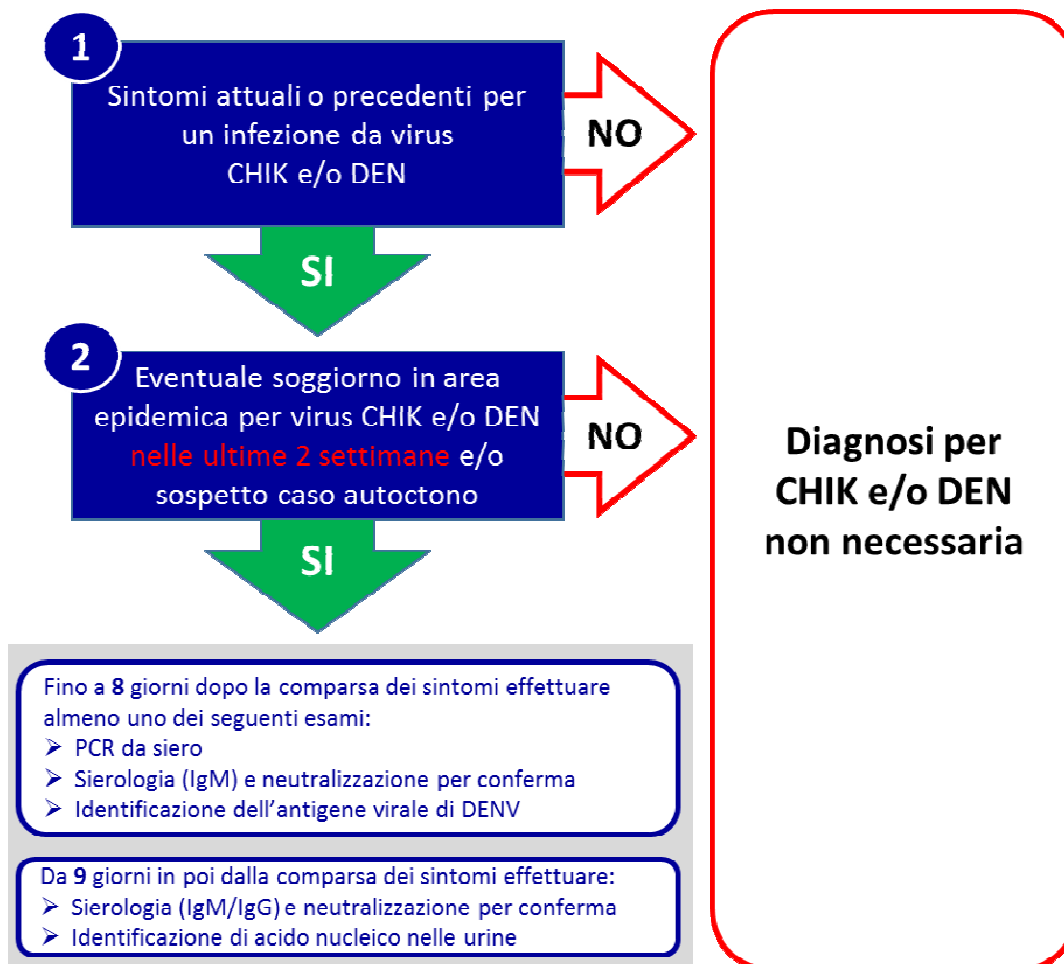 1
Sintomi attuali o precedenti per
un infezione da virus
CHIK e/o DEN
NO
SI
2
Eventuale soggiorno in area
epidemica per virus CHIK e/o DEN
nelle ultime 2 settimane e/o
sospetto caso autoctono
NO
SI
Diagnosi per
CHIK e/o DEN
non necessaria
Fino a 8 giorni dopo la comparsa dei sintomi effettuare
almeno uno dei seguenti esami:
➢ PCR da siero
➢ Sierologia (IgM) e neutralizzazione per conferma
➢ Identificazione dell’antigene virale di DENV
Da 9 giorni in poi dalla comparsa dei sintomi effettuare:
➢ Sierologia (IgM/IgG) e neutralizzazione per conferma
➢ Identificazione di acido nucleico nelle urine